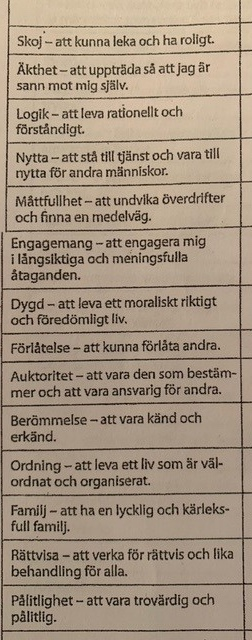 Skoj – att kunna leka och ha roligt.
Äkthet – att uppträda så att jag är
sann mot mig själv.
Logik – att leva rationellt och
förståndigt.
Nytta – att stå till tjänst och vara till
nytta för andra människor.
Måttfullhet – att undvika överdrifter
och finna en medelväg.
Engagemang – att engagera mig
i långsiktiga och meningsfulla
åtaganden.
Dygd – att leva ett moraliskt riktigt
och föredömligt liv.
Förlåtelse – att kunna förlåta andra.
Auktoritet – att vara den som bestäm-
mer och att vara ansvarig för andra.
Berömmelse – att vara känd och
erkänd.
Ordning – att leva ett liv som är väl-
ordnat och organiserat.
Familj – att ha en lycklig och kärleks-
full familj.
Rättvisa – att verka för rättvis och lika
behandling för alla.
Pålitlighet – att vara trovärdig och
pålitlig.